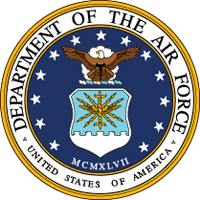 DEPARTMENT OF THE AIR FORCE
MCMXLVII
UNITED STATES OF AMERICA